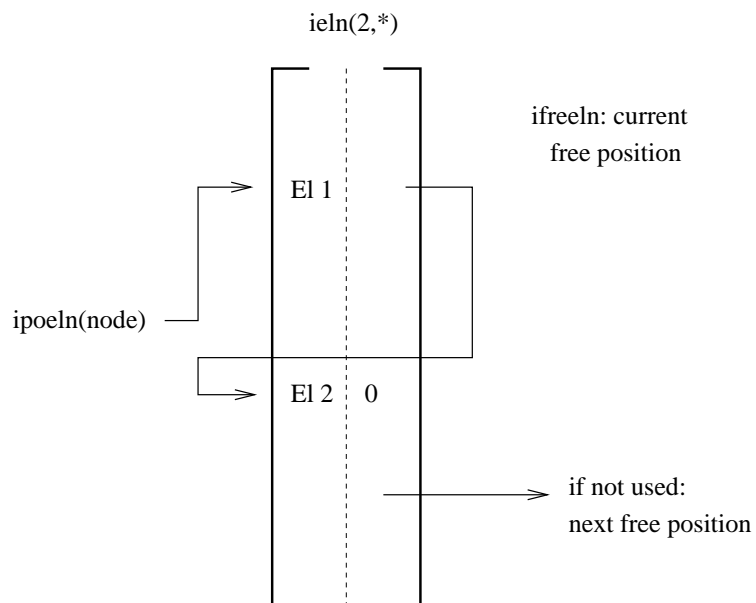 ieln(2,*)
ifreeln: current
free position
El 1
ipoeln(node)
El 2 0
if not used:
next free position